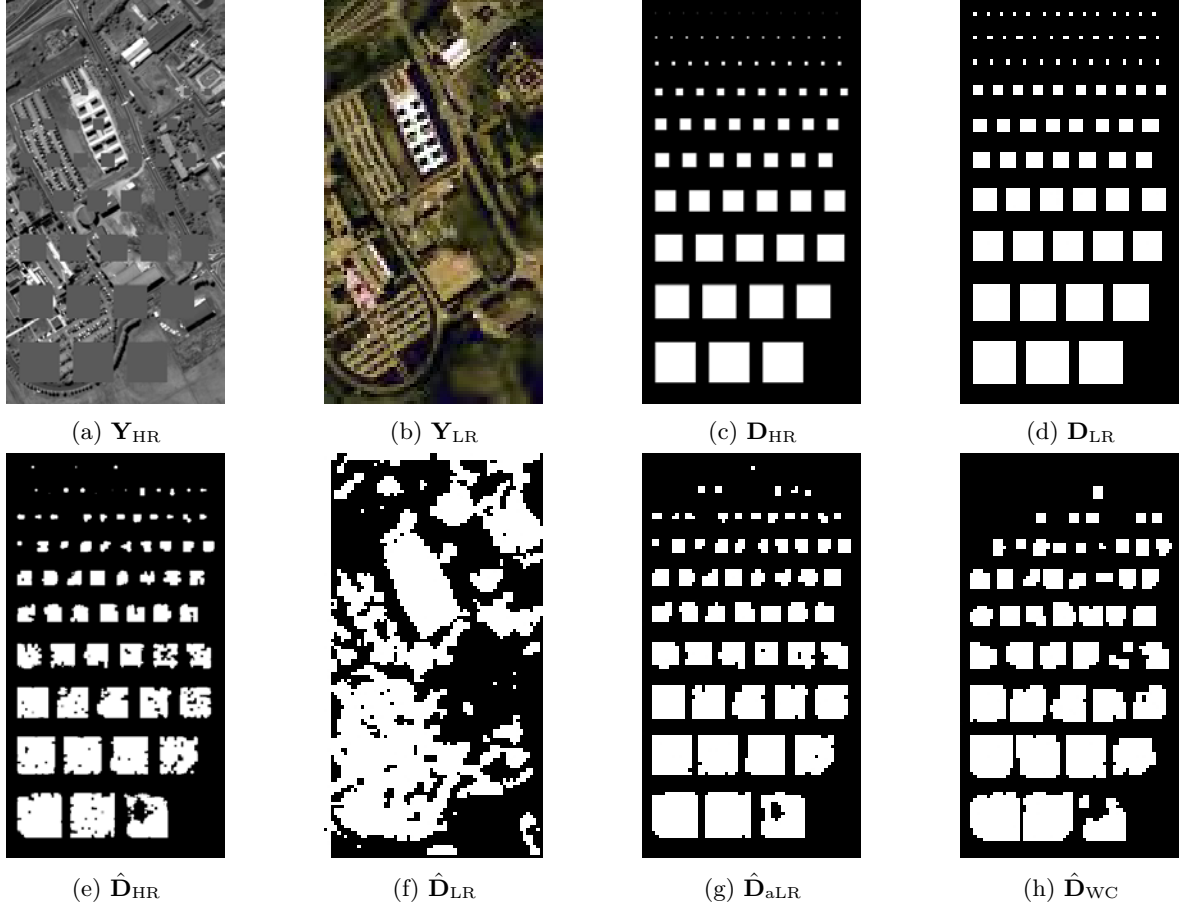 (a) Y_HR
(b) Y_LR
(c) D_HR
(d) D_LR
(e) D̂_HR
(f) D̂_LR
(g) D̂_aLR
(h) D̂_WC